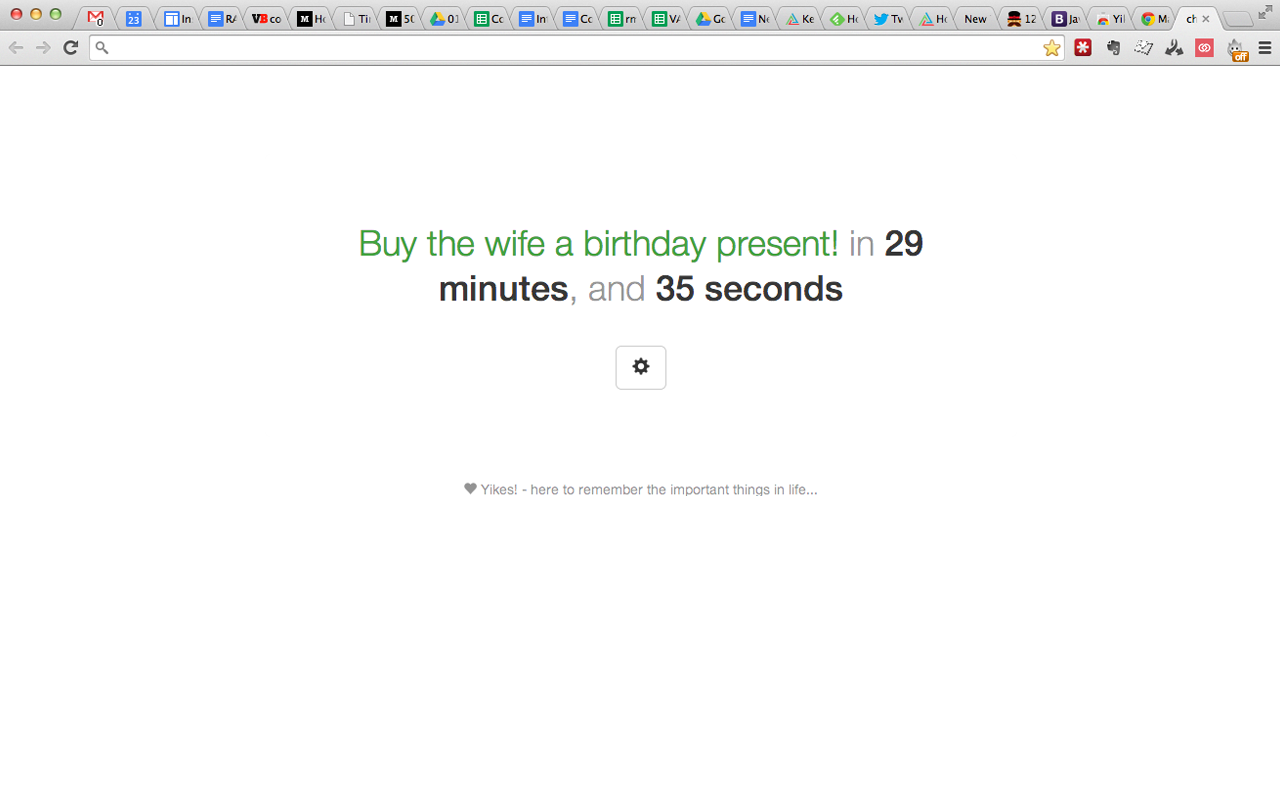 0 23 In RA VB co M Ho Ti M 50 01 Co In Co rn VA Go Ne Ke Ho Tw Ho New 12 B Ja Yi M ch
off
Buy the wife a birthday present! in 29
minutes, and 35 seconds
Yikes! - here to remember the important things in life...